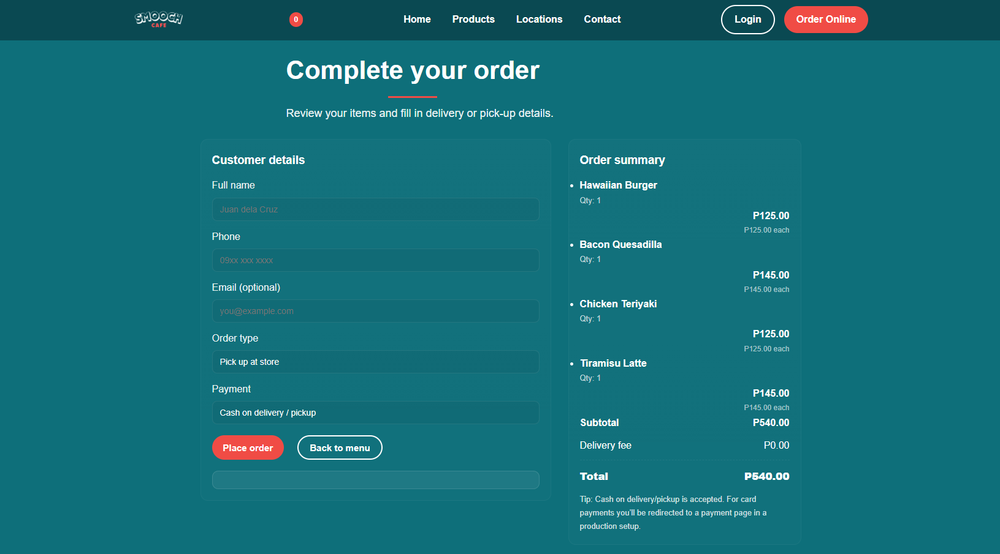 SMOOCH
CAFE
0
Home
Products
Locations
Contact
Login
Order Online
Complete your order
Review your items and fill in delivery or pick-up details.
Customer details
Full name
Juan dela Cruz
Phone
09xx xxx xxxx
Email (optional)
you@example.com
Order type
Pick up at store
Payment
Cash on delivery / pickup
Place order
Back to menu
Order summary
• Hawaiian Burger
Qty: 1
P125.00
P125.00 each
• Bacon Quesadilla
Qty: 1
P145.00
P145.00 each
• Chicken Teriyaki
Qty: 1
P125.00
P125.00 each
• Tiramisu Latte
Qty: 1
P145.00
P145.00 each
Subtotal P540.00
Delivery fee P0.00
Total P540.00
Tip: Cash on delivery/pickup is accepted. For card
payments you'll be redirected to a payment page in a
production setup.